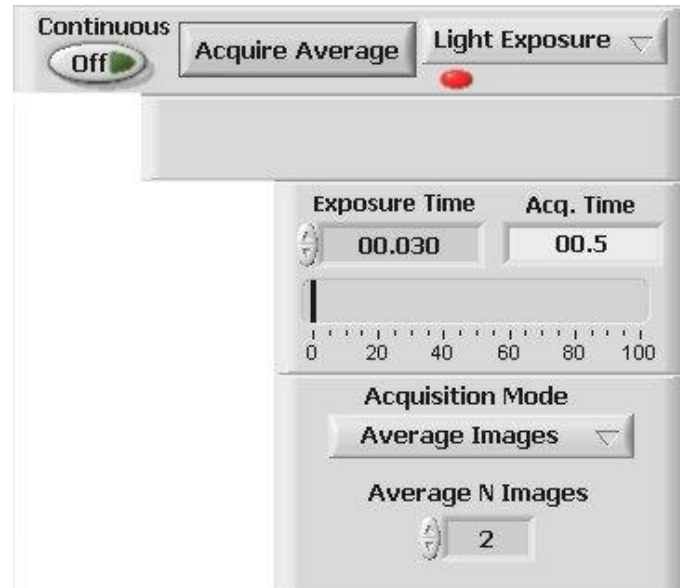 Continuous
Off
Acquire Average
Light Exposure
Exposure Time Acq. Time
00.030 00.5
0 20 40 60 80 100
Acquisition Mode
Average Images
Average N Images
2